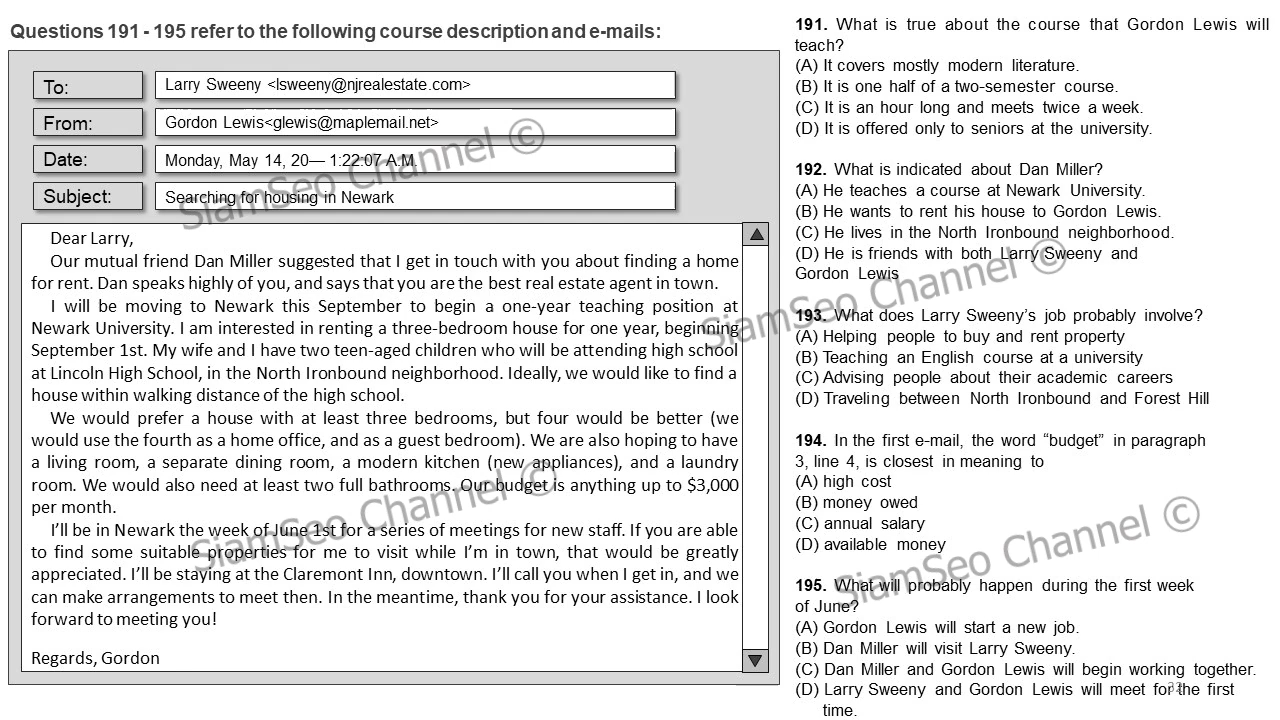 Questions 191 - 195 refer to the following course description and e-mails:
To:
Larry Sweeny <lsweeny@njrealestate.com>
From:
Gordon Lewis<glewis@maplemail.net>
Date:
Monday, May 14, 20— 1:22:07 A.M.
Subject:
Searching for housing in Newark
Dear Larry,
Our mutual friend Dan Miller suggested that I get in touch with you about finding a home
for rent. Dan speaks highly of you, and says that you are the best real estate agent in town.
I will be moving to Newark this September to begin a one-year teaching position at
Newark University. I am interested in renting a three-bedroom house for one year, beginning
September 1st. My wife and I have two teen-aged children who will be attending high school
at Lincoln High School, in the North Ironbound neighborhood. Ideally, we would like to find a
house within walking distance of the high school.
We would prefer a house with at least three bedrooms, but four would be better (we
would use the fourth as a home office, and as a guest bedroom). We are also hoping to have
a living room, a separate dining room, a modern kitchen (new appliances), and a laundry
room. We would also need at least two full bathrooms. Our budget is anything up to $3,000
per month.
I'll be in Newark the week of June 1st for a series of meetings for new staff. If you are able
to find some suitable properties for me to visit while I'm in town, that would be greatly
appreciated. I'll be staying at the Claremont Inn, downtown. I'll call you when I get in, and we
can make arrangements to meet then. In the meantime, thank you for your assistance. I look
forward to meeting you!
Regards, Gordon
SiamSeo Channel ©
SiamSeo Channel ©
191. What is true about the course that Gordon Lewis will
teach?
(A) It covers mostly modern literature.
(B) It is one half of a two-semester course.
(C) It is an hour long and meets twice a week.
(D) It is offered only to seniors at the university.
192. What is indicated about Dan Miller?
(A) He teaches a course at Newark University.
(B) He wants to rent his house to Gordon Lewis.
(C) He lives in the North Ironbound neighborhood.
(D) He is friends with both Larry Sweeny and
Gordon Lewis
193. What does Larry Sweeny's job probably involve?
(A) Helping people to buy and rent property
(B) Teaching an English course at a university
(C) Advising people about their academic careers
(D) Traveling between North Ironbound and Forest Hill
194. In the first e-mail, the word “budget” in paragraph
3, line 4, is closest in meaning to
(A) high cost
(B) money owed
(C) annual salary
(D) available money
195. What will probably happen during the first week
of June?
(A) Gordon Lewis will start a new job.
(B) Dan Miller will visit Larry Sweeny.
(C) Dan Miller and Gordon Lewis will begin working together.
(D) Larry Sweeny and Gordon Lewis will meet for the first
time.
SiamSeo Channel ©
SiamSeo Channel ©